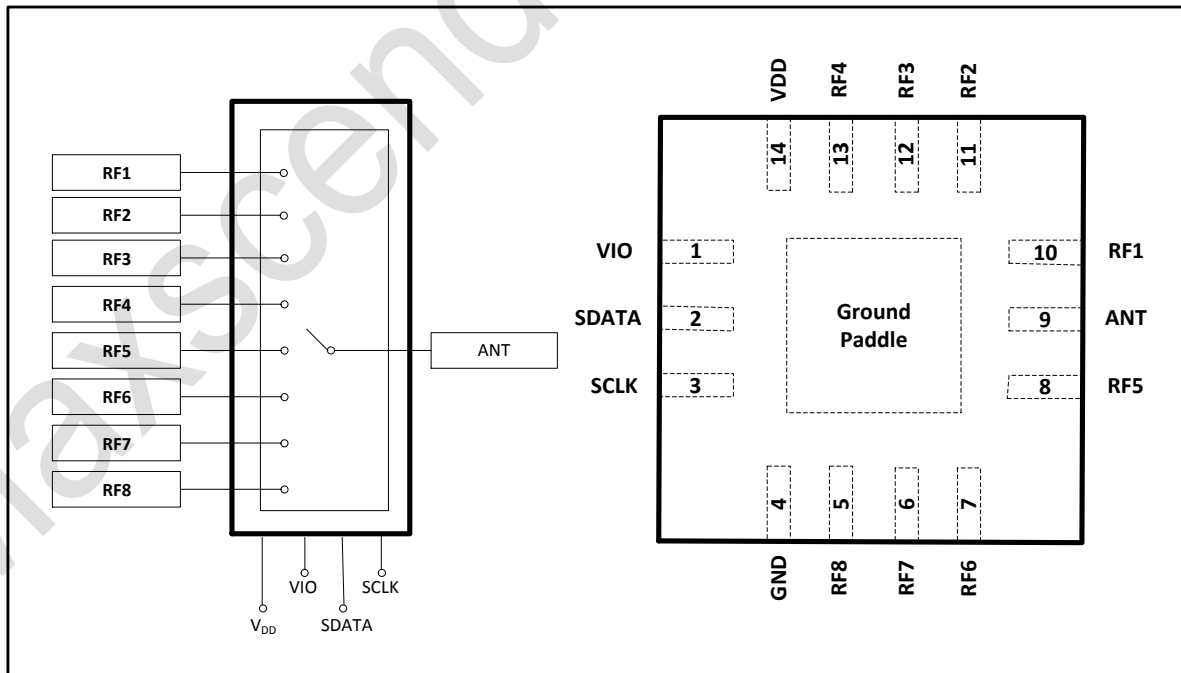 RF1
RF2
RF3
RF4
RF5
RF6
RF7
RF8
ANT
VIO
SCLK
VDD
SDATA
VDD
RF4
RF3
RF2
14
13
12
11
VIO
1
10
RF1
SDATA
2
Ground
Paddle
9
ANT
SCLK
3
8
RF5
4
5
6
7
GND
RF8
RF7
RF6